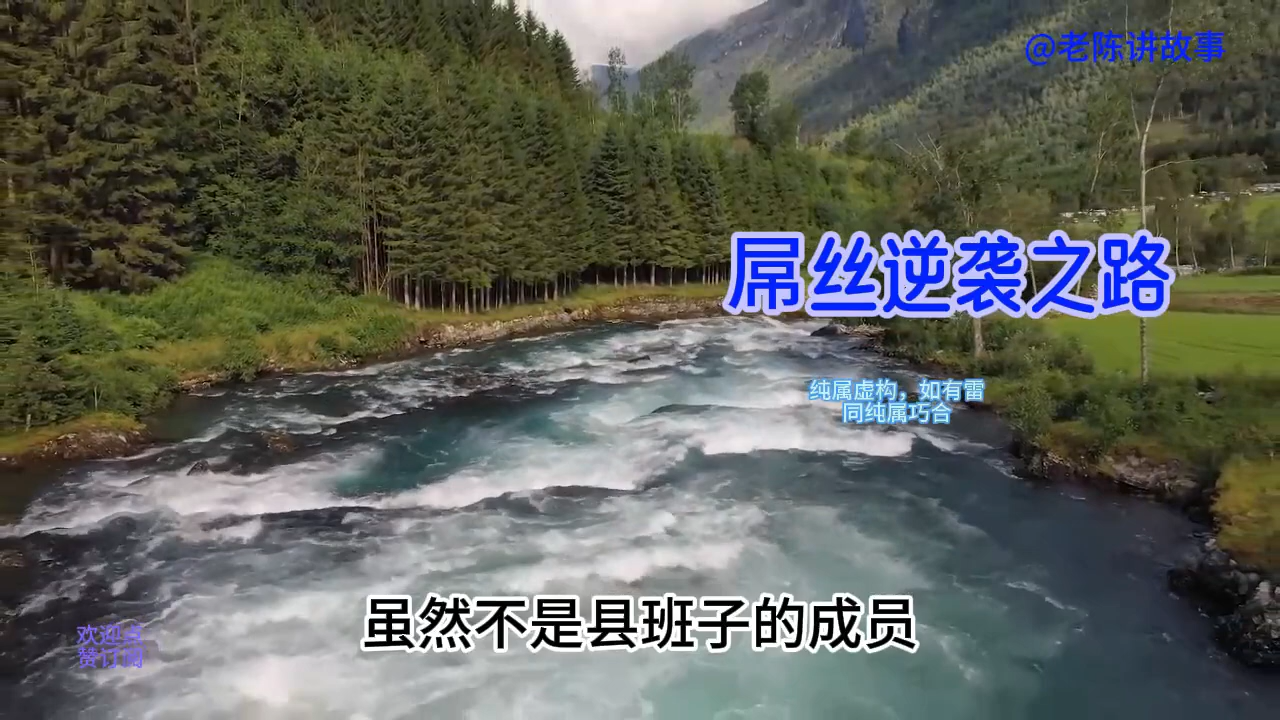 @老陈讲故事
屌丝逆袭之路
纯属虚构，如有雷
同纯属巧合
虽然不是县班子的成员
欢迎点
赞订阅